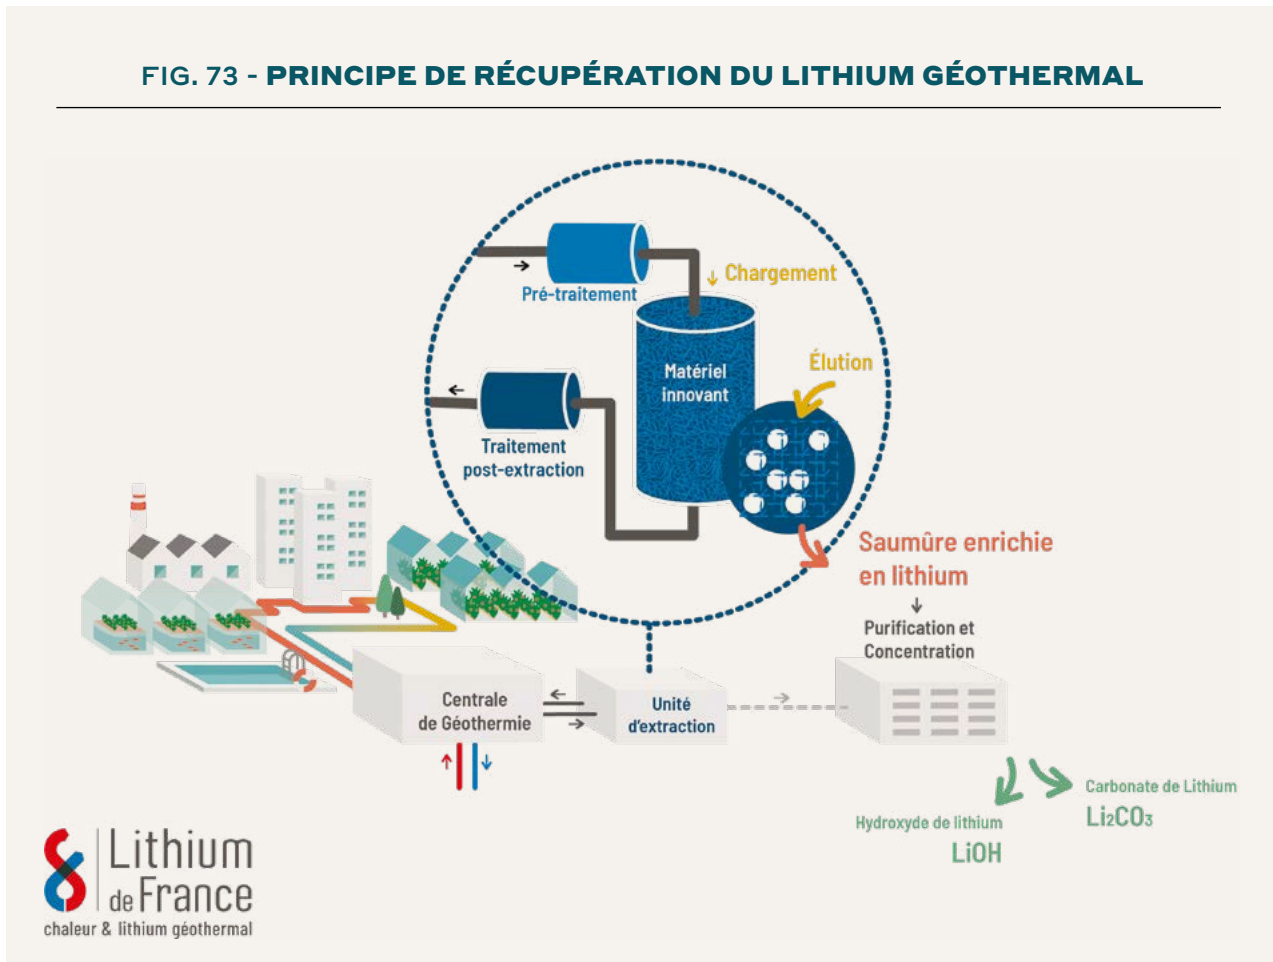 FIG. 73 - PRINCIPE DE RÉCUPÉRATION DU LITHIUM GÉOTHERMAL
Chargement
Pré-traitement
Élution
Matériel
innovant
Traitement
post-extraction
Saumûre enrichie
en lithium
Purification et
Concentration
Centrale
de Géothermie
Unité
d'extraction
Carbonate de Lithium
Li2CO3
Hydroxyde de lithium
LiOH
Lithium
de France
chaleur & lithium géothermal